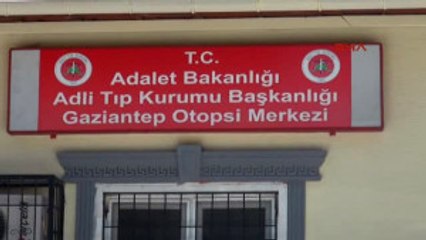 T.C.
Adalet Bakanlığı
Adli Tıp Kurumu Başkanlığı
Gaziantep Otopsi Merkezi